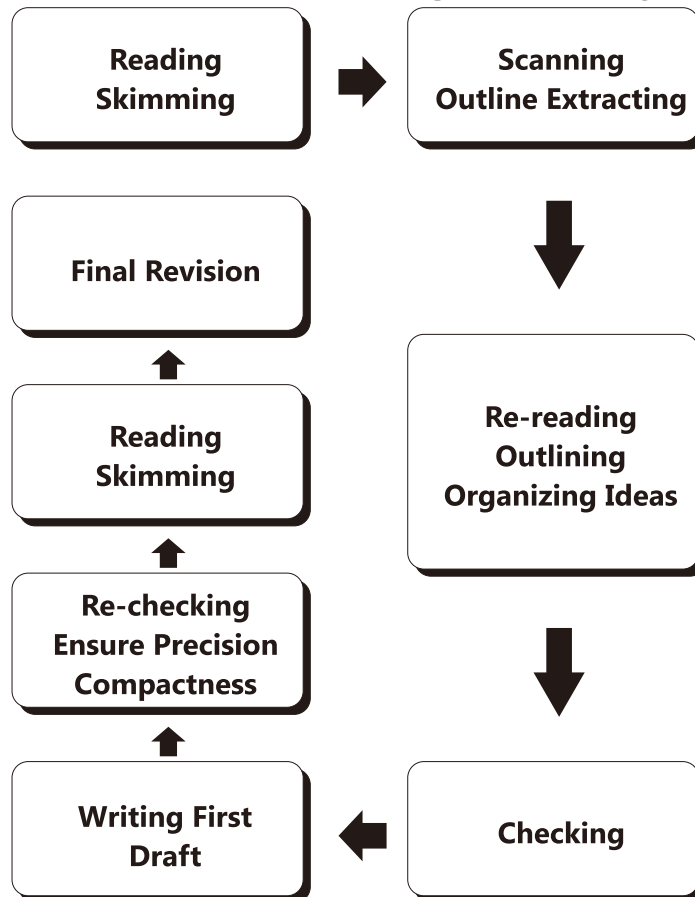 Reading
Skimming
Scanning
Outline Extracting
Re-reading
Outlining
Organizing Ideas
Checking
Writing First
Draft
Re-checking
Ensure Precision
Compactness
Reading
Skimming
Final Revision